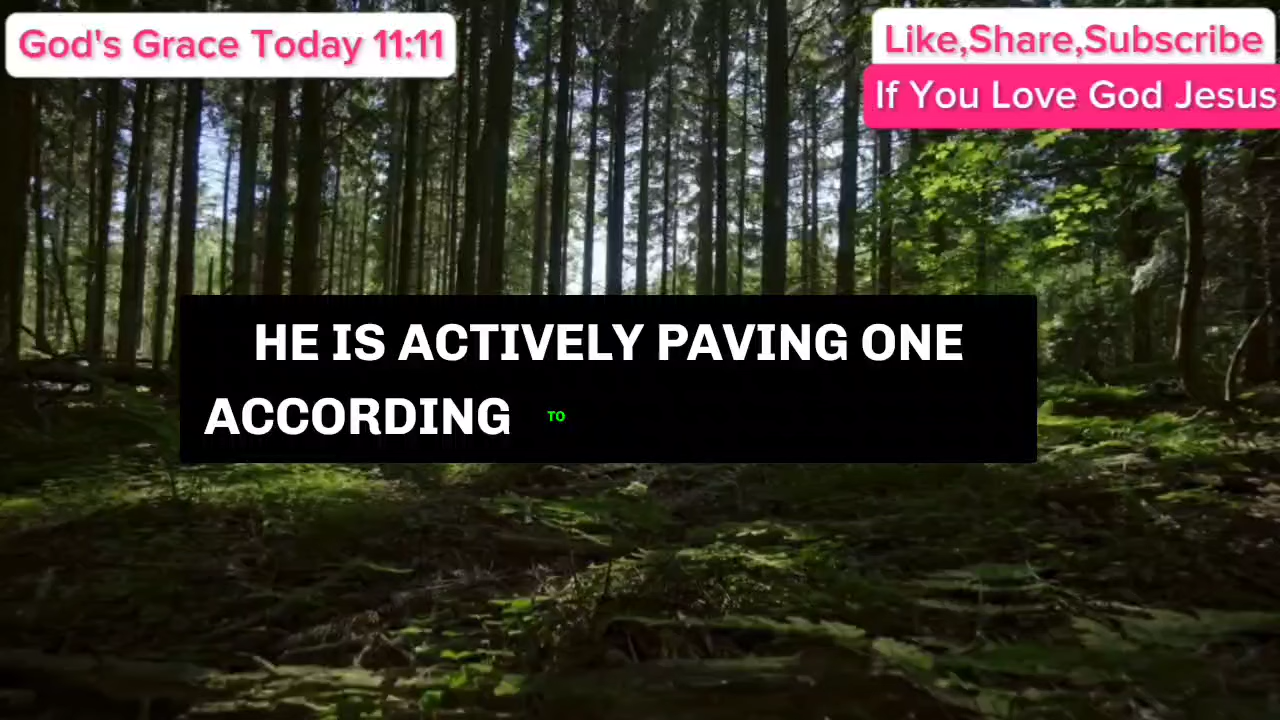 God's Grace Today 11:11
Like,Share,Subscribe
If You Love God Jesus
HE IS ACTIVELY PAVING ONE
ACCORDING TO